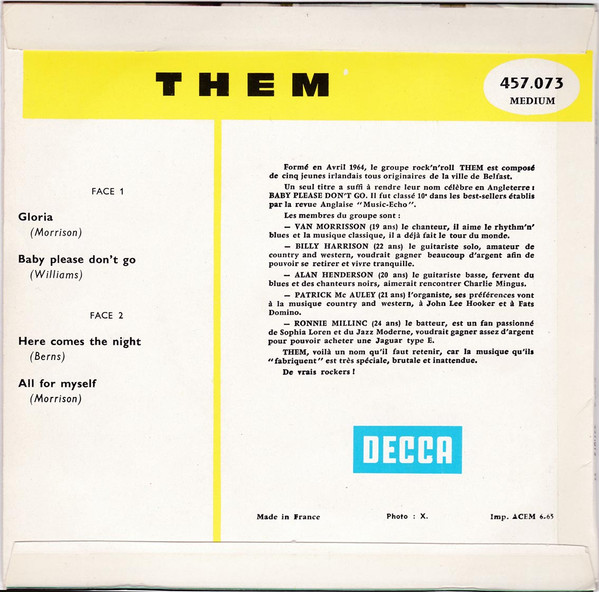 THEM
457.073
MEDIUM
FACE 1
Gloria
(Morrison)
Baby please don't go
(Williams)
FACE 2
Here comes the night
(Berns)
All for myself
(Morrison)
Formé en Avril 1964, le groupe rock'n'roll THEM est composé
de cinq jeunes irlandais tous originaires de la ville de Belfast.
Un seul titre a suffi à rendre leur nom célèbre en Angleterre :
BABY PLEASE DON'T GO. Il fut classé 10e dans les best-sellers établis
par la revue Anglaise "Music-Echo".
Les membres du groupe sont :
— VAN MORRISSON (19 ans) le chanteur, il aime le rhythm'n'
blues et la musique classique, il a déjà fait le tour du monde.
— BILLY HARRISON (22 ans) le guitariste solo, amateur de
country and western, voudrait gagner beaucoup d'argent afin de
pouvoir se retirer et vivre tranquille.
— ALAN HENDERSON (20 ans) le guitariste basse, fervent du
blues et des chanteurs noirs, aimerait rencontrer Charlie Mingus.
— PATRICK Mc AULEY (21 ans) l'organiste, ses préférences vont
à la musique country and western, à John Lee Hooker et à Fats
Domino.
— RONNIE MILLINC (24 ans) le batteur, est un fan passionné
de Sophia Loren et du Jazz Moderne, voudrait gagner assez d'argent
pour pouvoir acheter une Jaguar type E.
THEM, voilà un nom qu'il faut retenir, car la musique qu'ils
"fabriquent" est très spéciale, brutale et inattendue.
De vrais rockers !
DECCA
Made in France
Photo : X.
Imp. ACEM 6.65